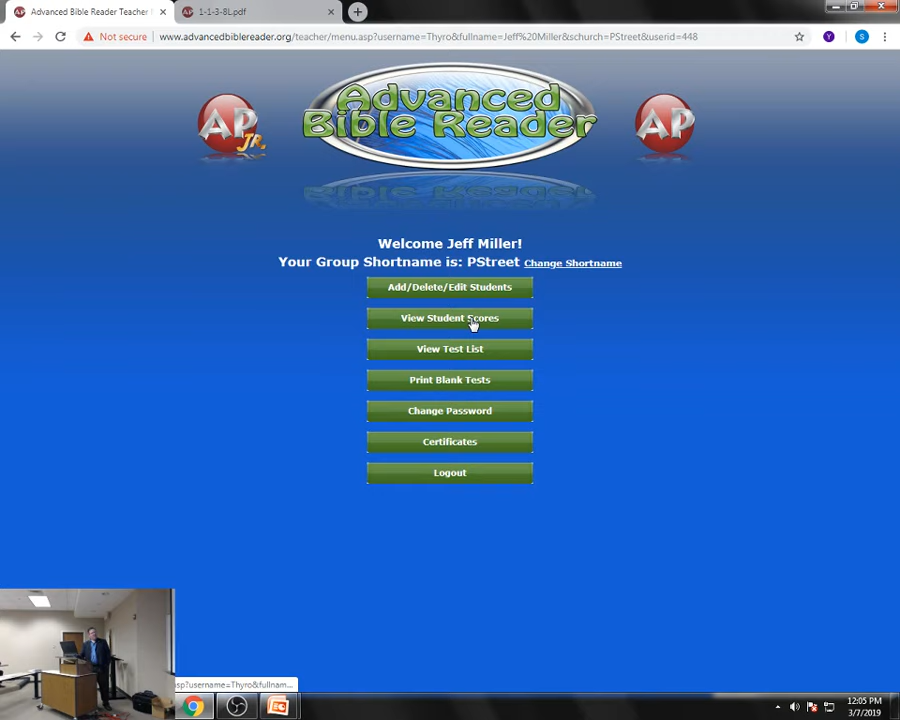 Advanced Bible Reader Teacher
1-1-3-8L.pdf
Not secure
www.advancedbiblereader.org/teacher/menu.asp?username=Thyro&fullname=Jeff%20Miller&schurch=PStreet&userid=448
Y
S
AP JR.
Advanced
Bible Reader
AP
Welcome Jeff Miller!
Your Group Shortname is: PStreet Change Shortname
Add/Delete/Edit Students
View Student Scores
View Test List
Print Blank Tests
Change Password
Certificates
Logout
asp?username=Thyro&fullnam...
12:05 PM
3/7/2019